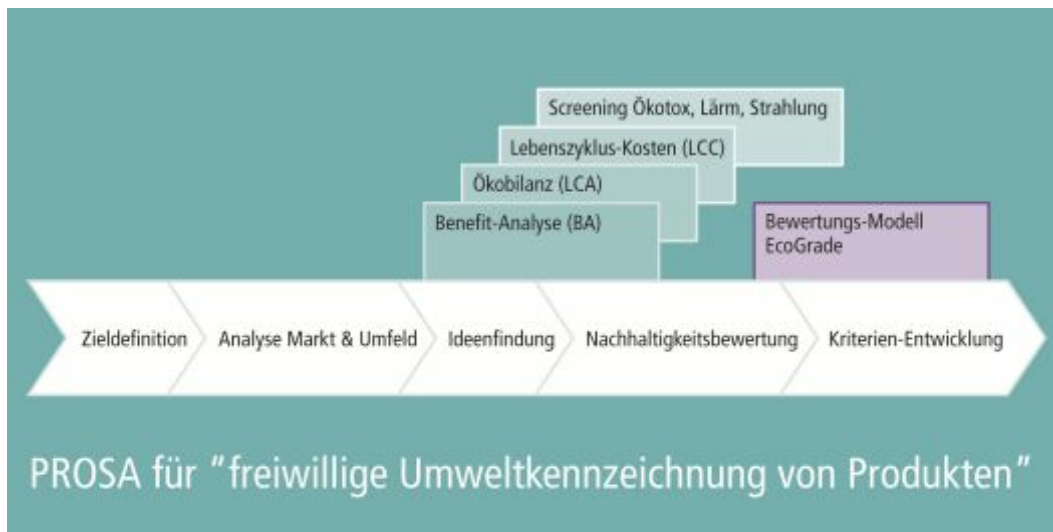 Screening Ökotox, Lärm, Strahlung
Lebenszyklus-Kosten (LCC)
Ökobilanz (LCA)
Benefit-Analyse (BA)
Bewertungs-Modell
EcoGrade
Zieldefinition
Analyse Markt & Umfeld
Ideenfindung
Nachhaltigkeitsbewertung
Kriterien-Entwicklung
PROSA für "freiwillige Umweltkennzeichnung von Produkten"